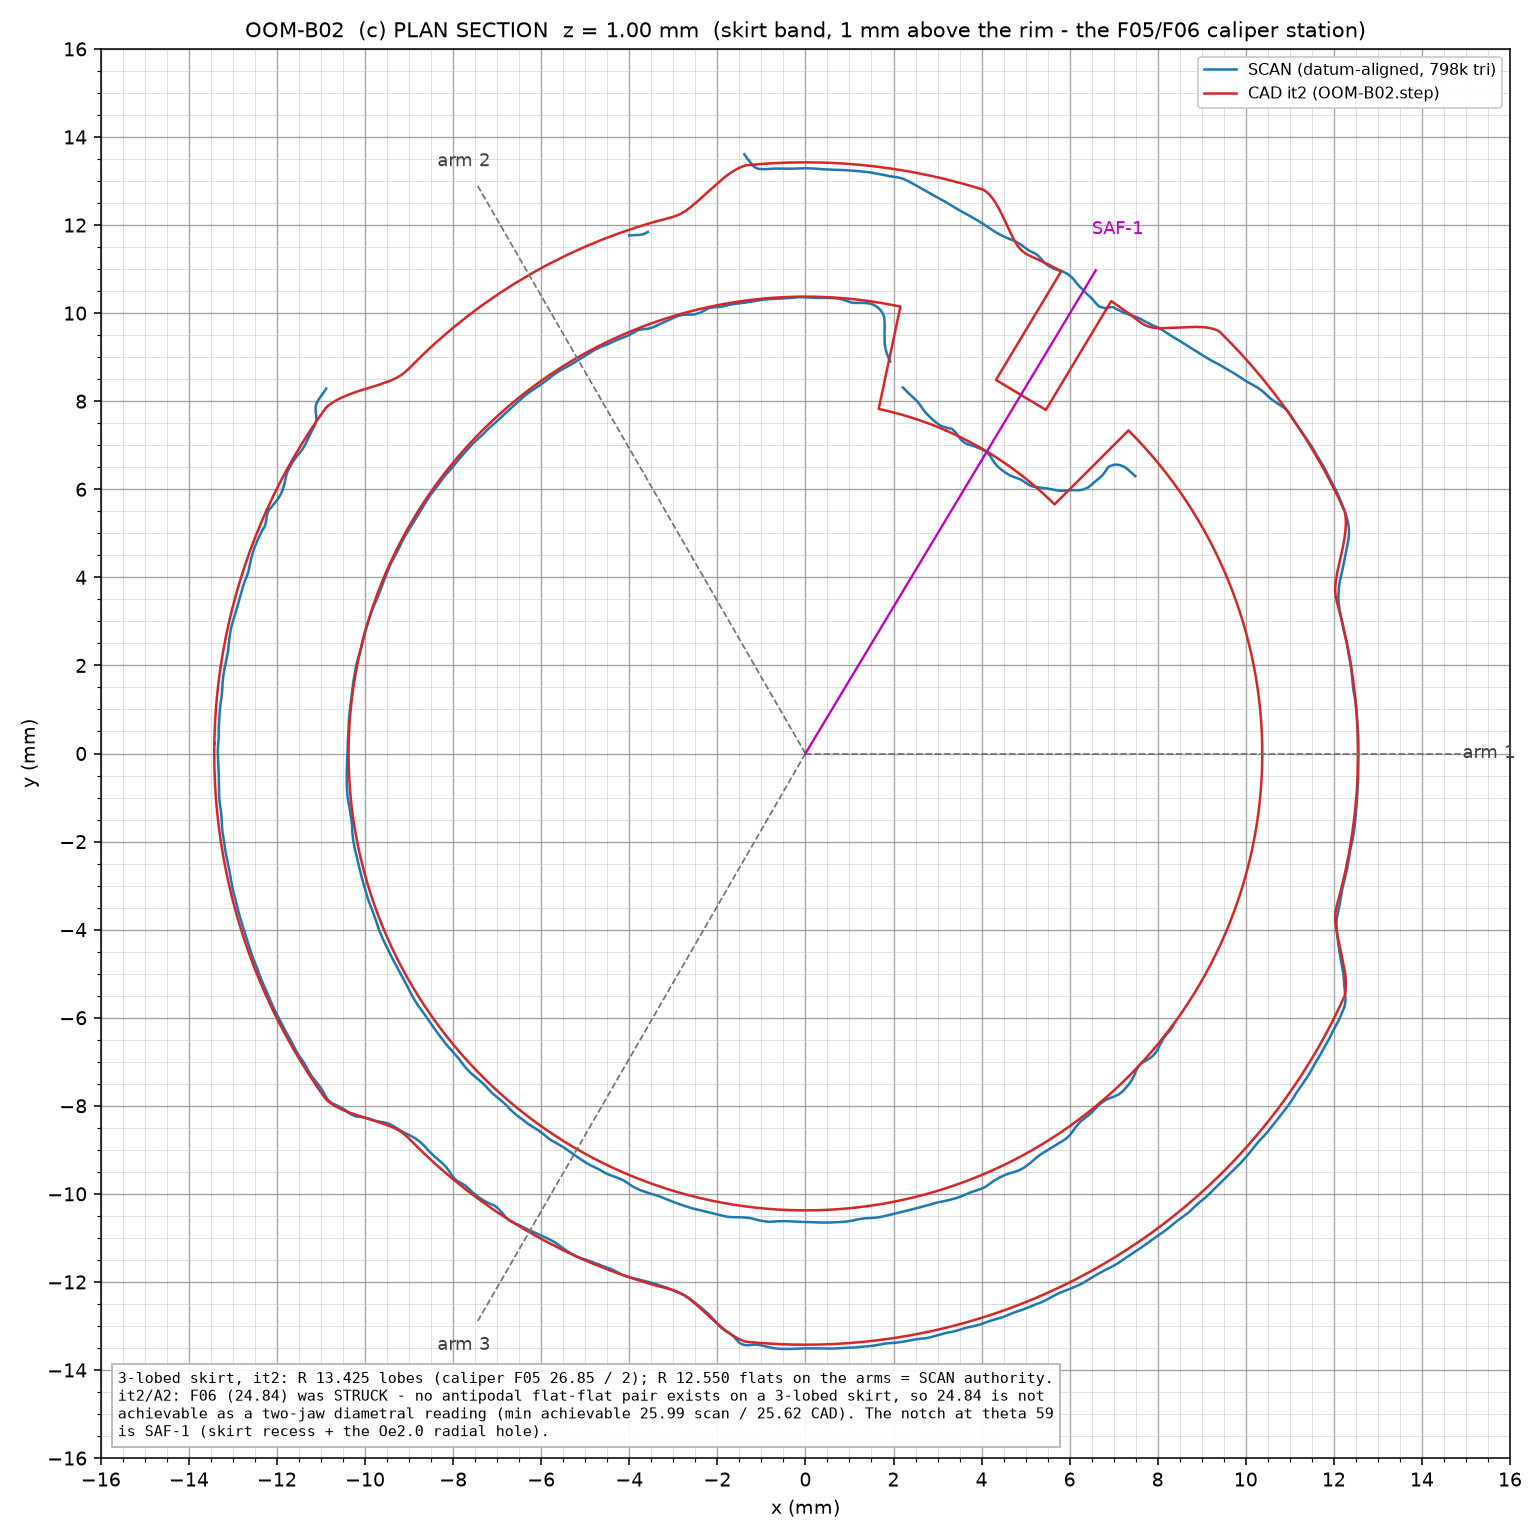 OOM-B02 (c) PLAN SECTION z = 1.00 mm (skirt band, 1 mm above the rim - the F05/F06 caliper station)
SCAN (datum-aligned, 798k tri)
CAD it2 (OOM-B02.step)
arm 2
SAF-1
arm 1
arm 3
y (mm)
16
14
12
10
8
6
4
2
0
−2
−4
−6
−8
−10
−12
−14
−16
3-lobed skirt, it2: R 13.425 lobes (caliper F05 26.85 / 2); R 12.550 flats on the arms = SCAN authority.
it2/A2: F06 (24.84) was STRUCK - no antipodal flat-flat pair exists on a 3-lobed skirt, so 24.84 is not
achievable as a two-jaw diametral reading (min achievable 25.99 scan / 25.62 CAD). The notch at theta 59
is SAF-1 (skirt recess + the Oe2.0 radial hole).
−16 −14 −12 −10 −8 −6 −4 −2 0 2 4 6 8 10 12 14 16
x (mm)